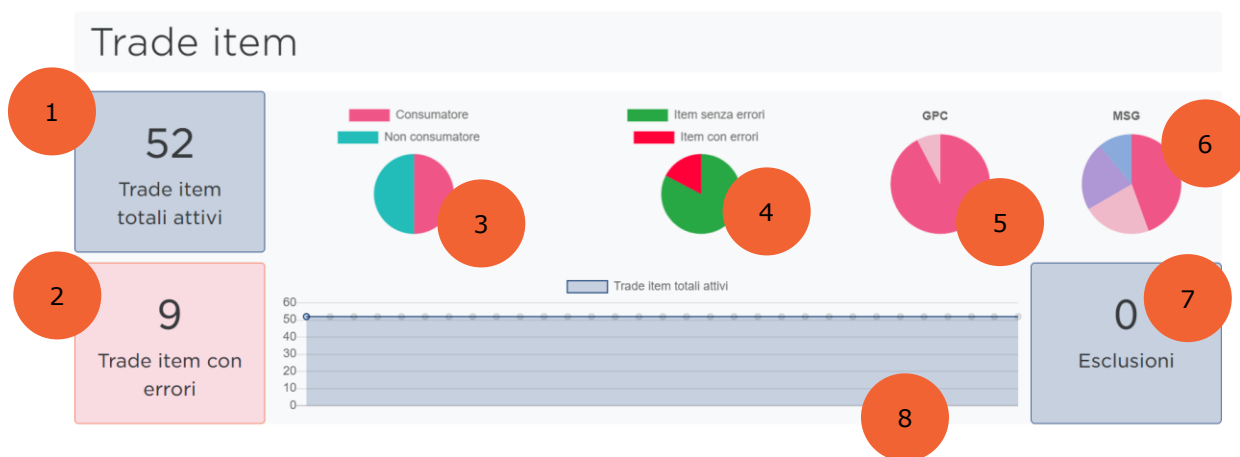 Trade item
1
52
Trade item
totali attivi
2
9
Trade item con
errori
Consumatore
Non consumatore
3
Item senza errori
Item con errori
4
GPC
5
MSG
6
Trade item totali attivi
60
50
40
30
20
10
0
8
7
0
Esclusioni